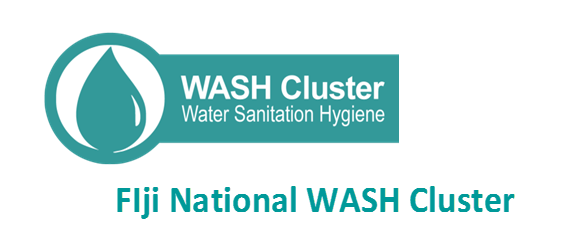 WASH Cluster
Water Sanitation Hygiene
FIji National WASH Cluster